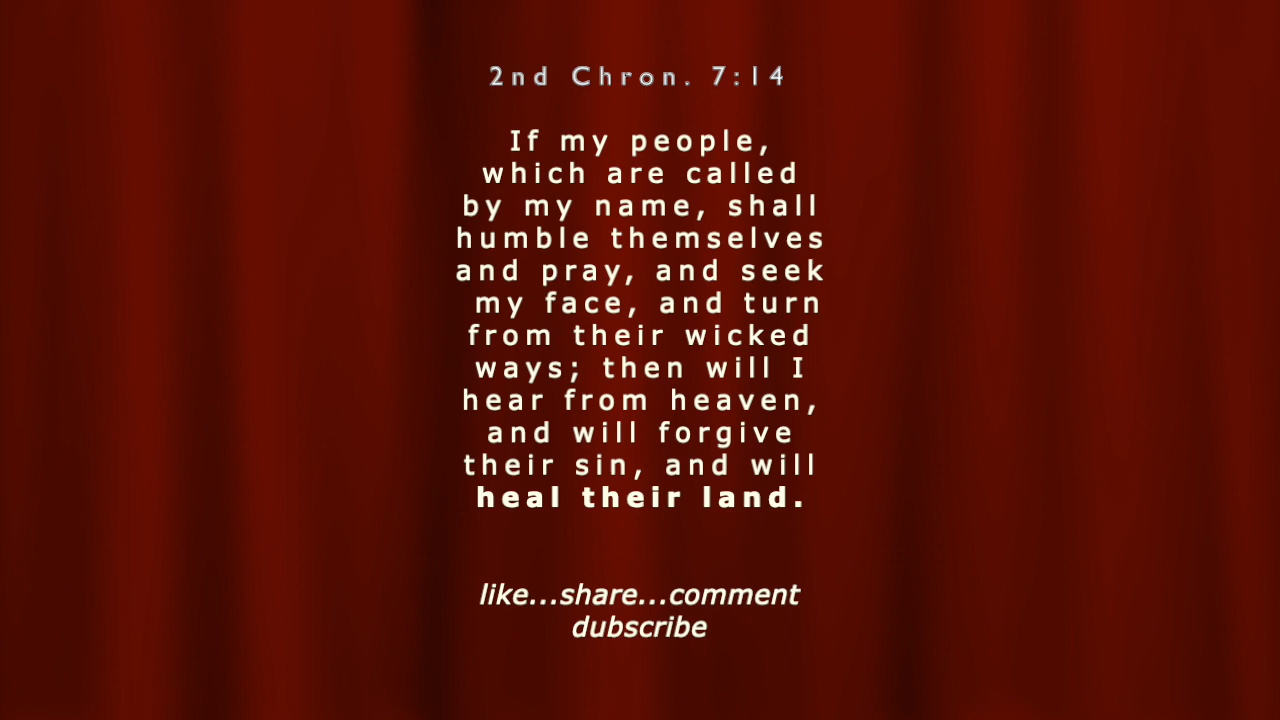 2nd Chron. 7:14
If my people,
which are called
by my name, shall
humble themselves
and pray, and seek
my face, and turn
from their wicked
ways; then will I
hear from heaven,
and will forgive
their sin, and will
heal their land.
like...share...comment
dubscribe